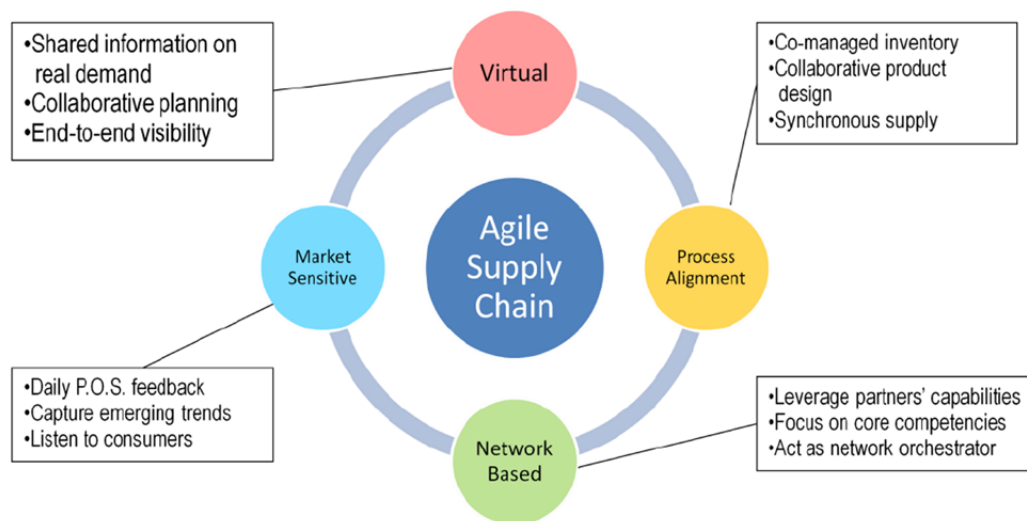 •Shared information on
real demand
•Collaborative planning
•End-to-end visibility
Virtual
•Co-managed inventory
•Collaborative product
design
•Synchronous supply
Market
Sensitive
Agile
Supply
Chain
Process
Alignment
•Daily P.O.S. feedback
•Capture emerging trends
•Listen to consumers
Network
Based
•Leverage partners' capabilities
•Focus on core competencies
•Act as network orchestrator